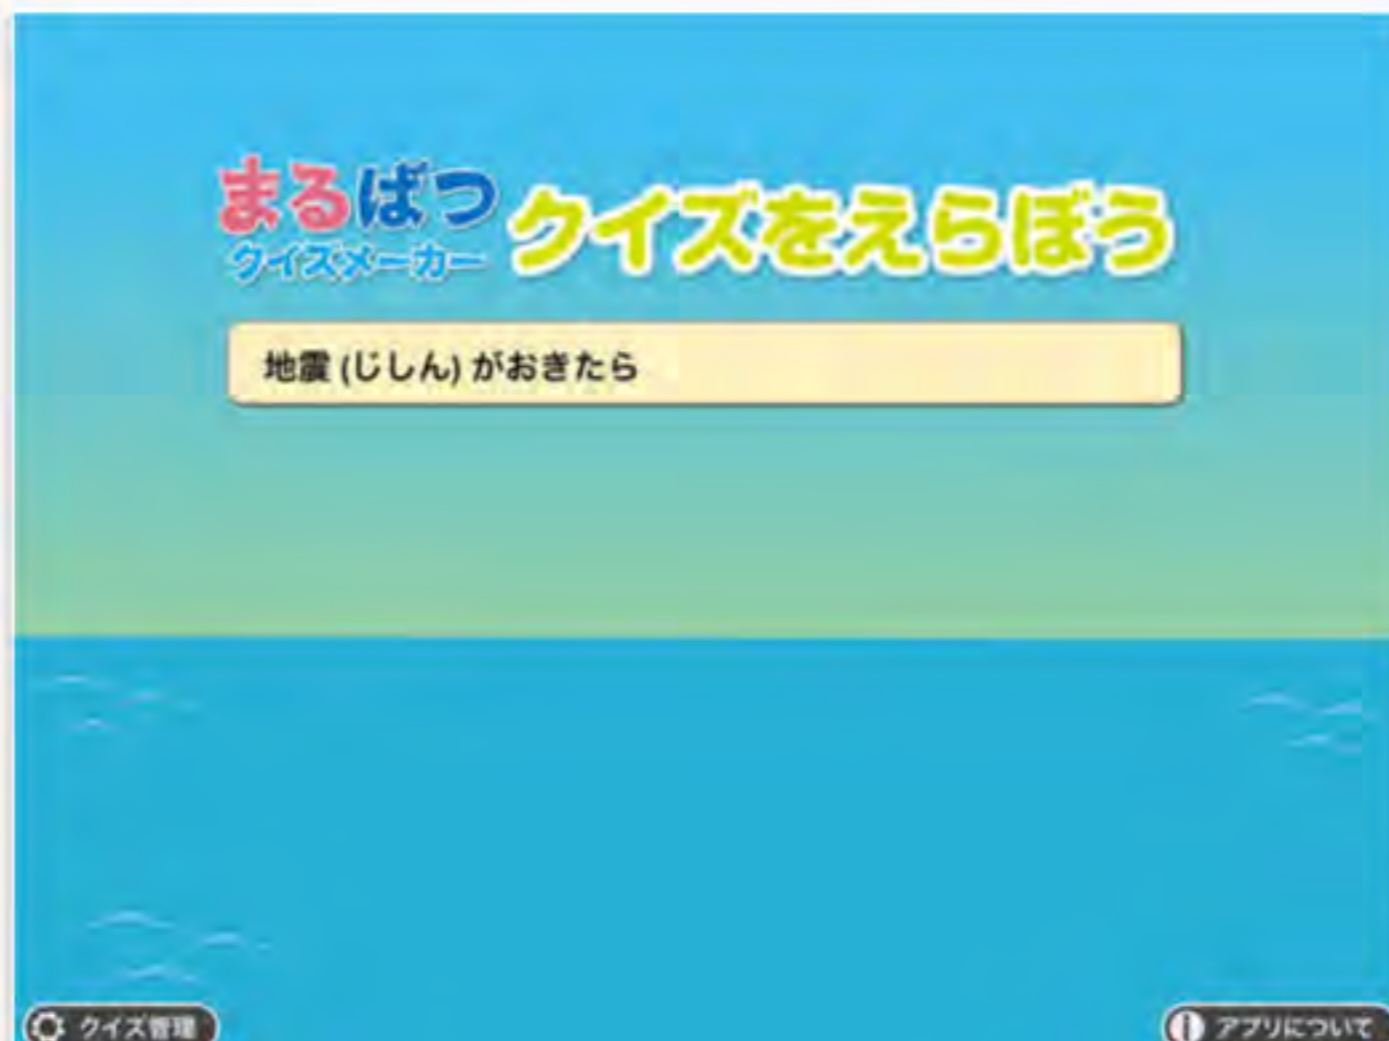 まるばつ
クイズメーカー
クイズをえらぼう
地震 (じしん) がおきたら
クイズ管理
アプリについて